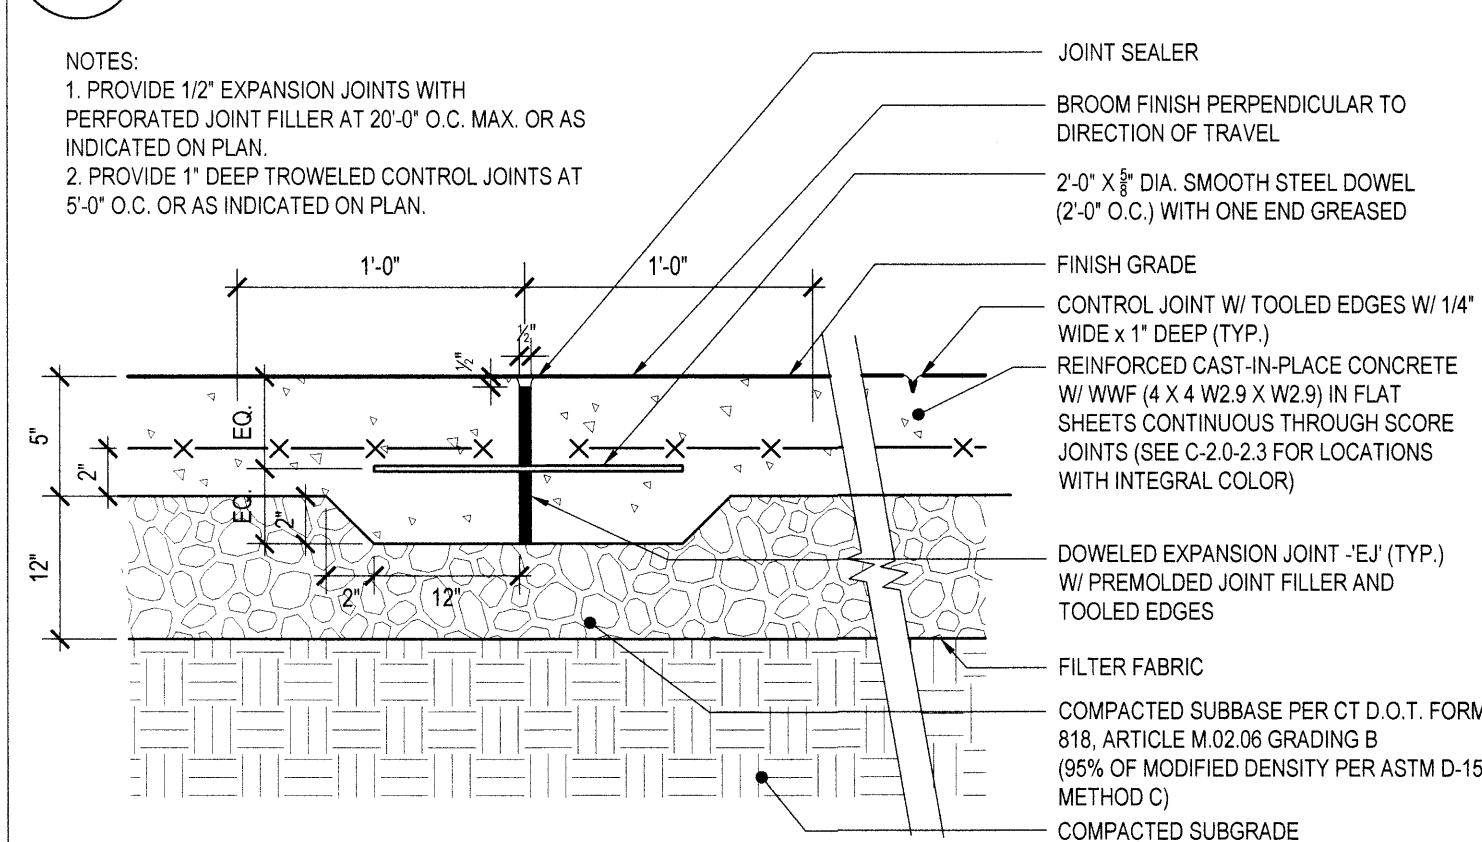 NOTES:
1. PROVIDE 1/2" EXPANSION JOINTS WITH
PERFORATED JOINT FILLER AT 20'-0" O.C. MAX. OR AS
INDICATED ON PLAN.
2. PROVIDE 1" DEEP TROWELED CONTROL JOINTS AT
5'-0" O.C. OR AS INDICATED ON PLAN.
JOINT SEALER
BROOM FINISH PERPENDICULAR TO
DIRECTION OF TRAVEL
2'-0" X 5/8" DIA. SMOOTH STEEL DOWEL
(2'-0" O.C.) WITH ONE END GREASED
FINISH GRADE
CONTROL JOINT W/ TOOLED EDGES W/ 1/4"
WIDE x 1" DEEP (TYP.)
REINFORCED CAST-IN-PLACE CONCRETE
W/ WWF (4 X 4 W2.9 X W2.9) IN FLAT
SHEETS CONTINUOUS THROUGH SCORE
JOINTS (SEE C-2.0-2.3 FOR LOCATIONS
WITH INTEGRAL COLOR)
DOWELED EXPANSION JOINT -'EJ' (TYP.)
W/ PREMOLDED JOINT FILLER AND
TOOLED EDGES
FILTER FABRIC
COMPACTED SUBBASE PER CT D.O.T. FORM
818, ARTICLE M.02.06 GRADING B
(95% OF MODIFIED DENSITY PER ASTM D-15
METHOD C)
COMPACTED SUBGRADE
1'-0"
1'-0"
1/2"
1/2"
5"
2"
EQ.
EQ.
2"
12"
2"
12"